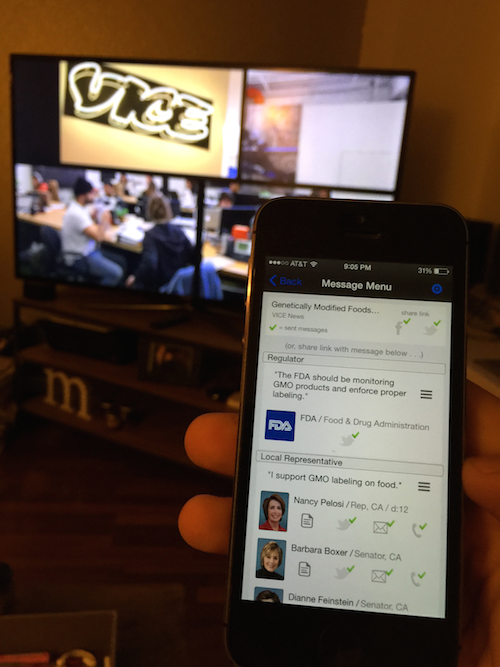 VICE
AT&T
9:05 PM
31%
Back
Message Menu
Genetically Modified Foods...
VICE News
share link
= sent messages
(or, share link with message below . . .)
Regulator
"The FDA should be monitoring
GMO products and enforce proper
labeling."
FDA
FDA / Food & Drug Administration
Local Representative
"I support GMO labeling on food."
Nancy Pelosi / Rep, CA / d:12
Barbara Boxer / Senator, CA
Dianne Feinstein / Senator, CA
m